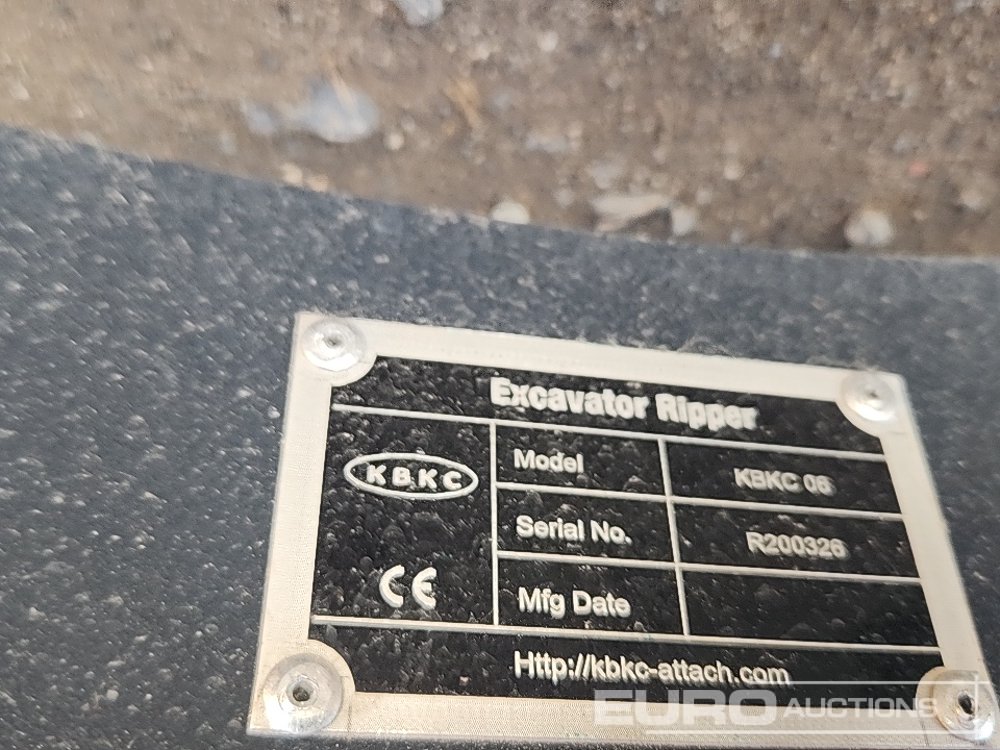 Excavator Ripper
KBKC
Model KBKC 06
Serial No. R200326
CE
Mfg Date
Http://kbkc-attach.com
EURO AUCTIONS